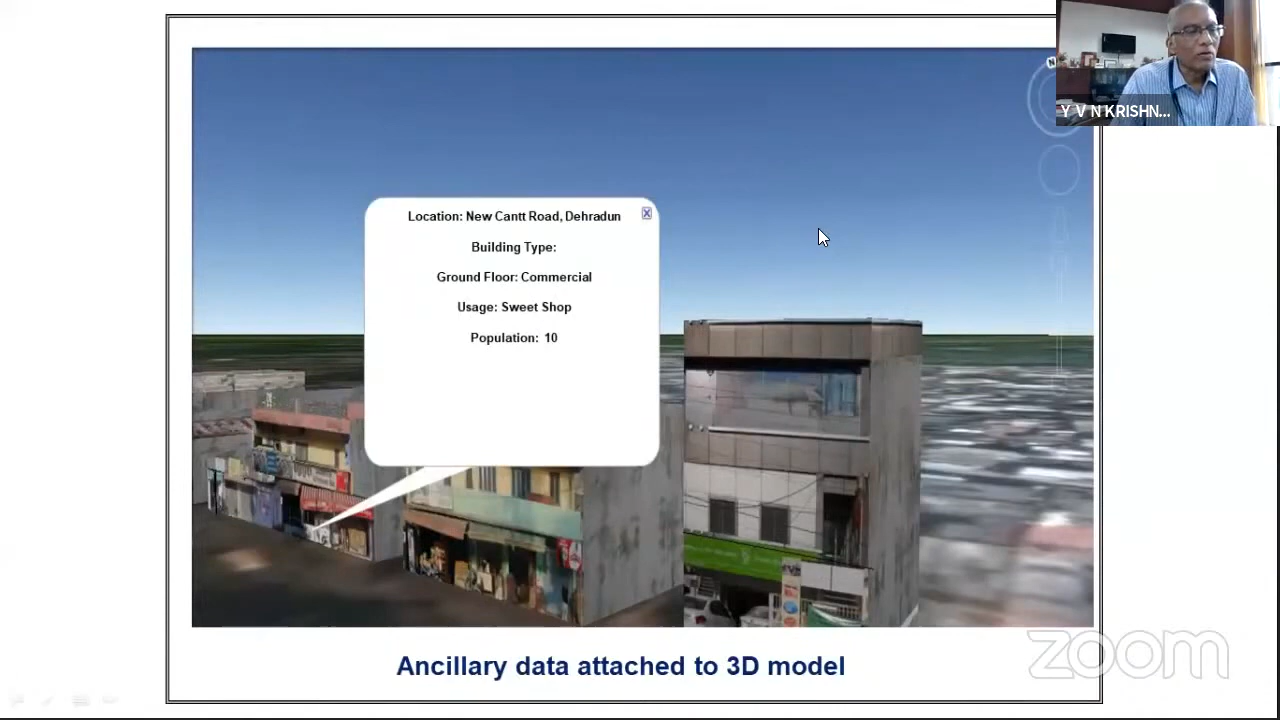 Y V N KRISHN...
N
Location: New Cantt Road, Dehradun
X
Building Type:
Ground Floor: Commercial
Usage: Sweet Shop
Population: 10
Ancillary data attached to 3D model
zoom